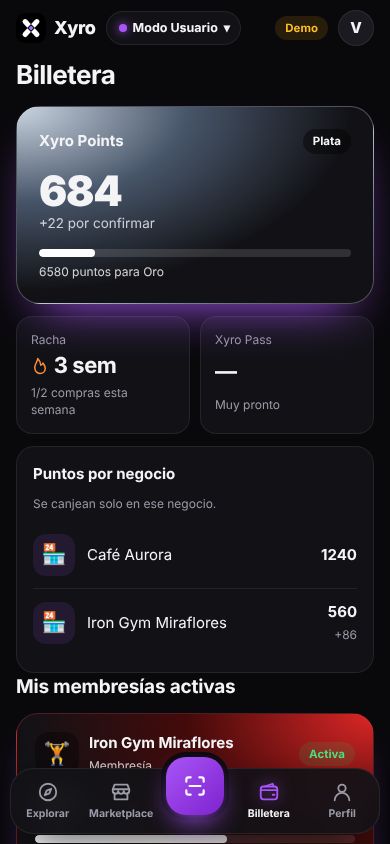 Xyro
Modo Usuario ▾
Demo
V
Billetera
Xyro Points
Plata
684
+22 por confirmar
6580 puntos para Oro
Racha
3 sem
1/2 compras esta
semana
Xyro Pass
—
Muy pronto
Puntos por negocio
Se canjean solo en ese negocio.
24
Café Aurora
1240
24
Iron Gym Miraflores
560
+86
Mis membresías activas
Iron Gym Miraflores
Membresía
Activa
Explorar
Marketplace
Billetera
Perfil